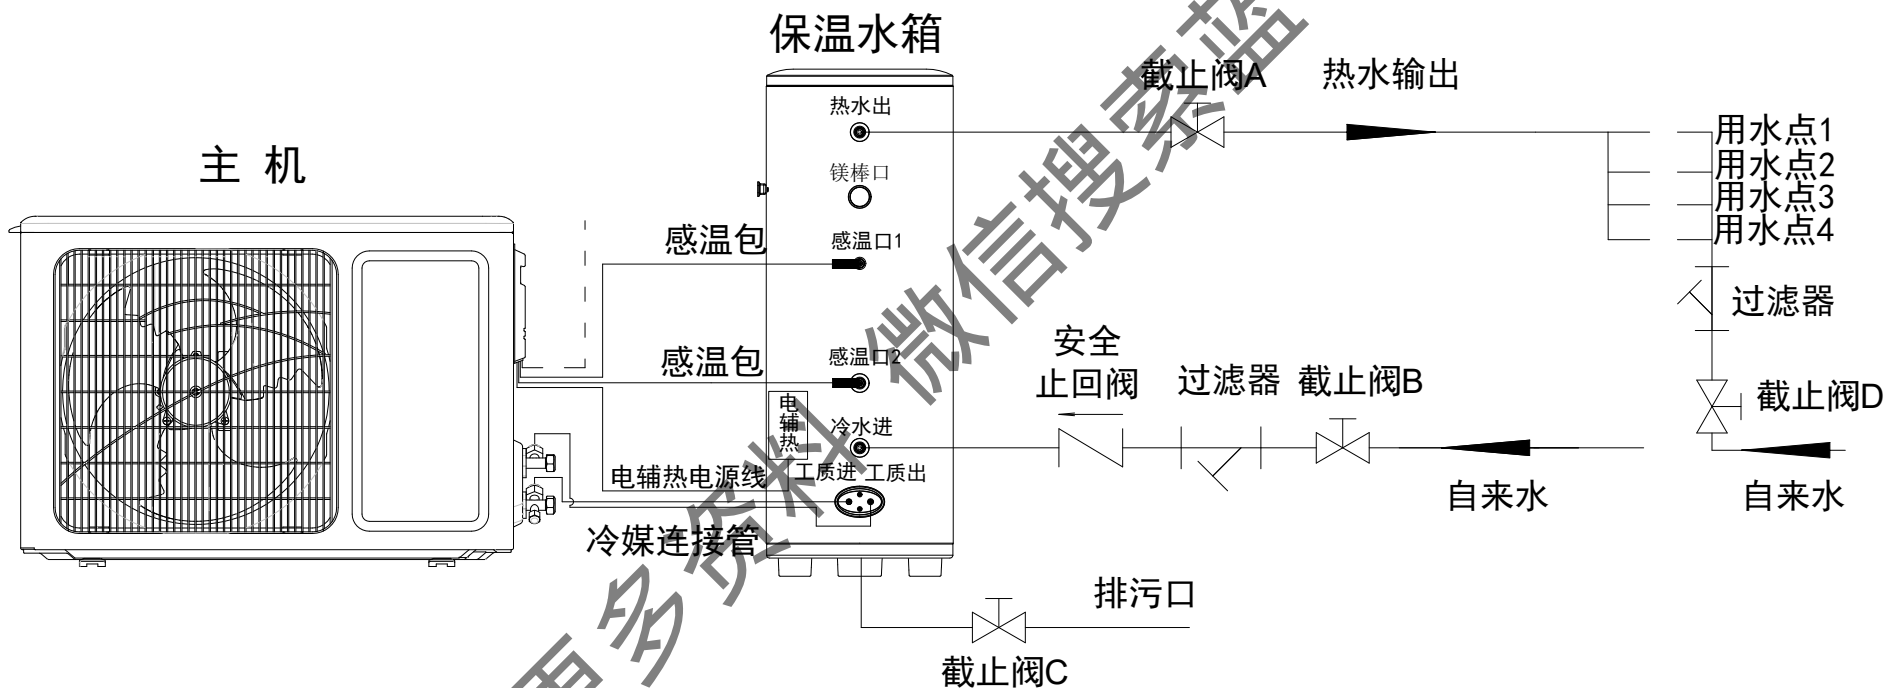 保温水箱
截止阀A
热水输出
热水出
用水点1
主 机
镁棒口
用水点2
用水点3
感温包
感温口1
用水点4
过滤器
安全
止回阀
感温包
感温口2
过滤器
截止阀B
截止阀D
电
辅
热
冷水进
电辅热电源线
工质进
工质出
自来水
自来水
冷媒连接管
排污口
截止阀C
更多资料 微信搜索蓝